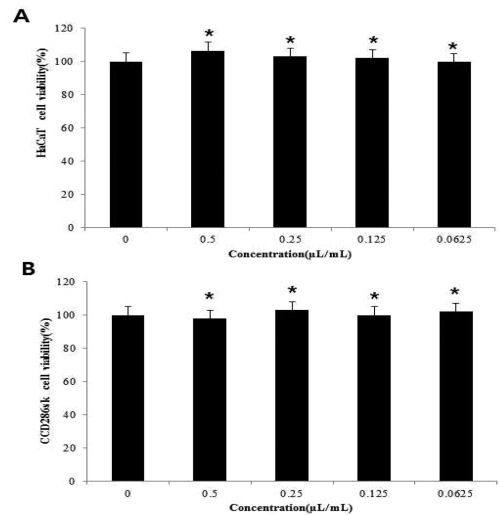 A
HaCaT cell viability(%)
120
100
80
60
40
20
0
* * * *
0 0.5 0.25 0.125 0.0625
Concentration(μL/mL)
B
CCD286sk cell viability(%)
120
100
80
60
40
20
0
* * * *
0 0.5 0.25 0.125 0.0625
Concentration(μL/mL)